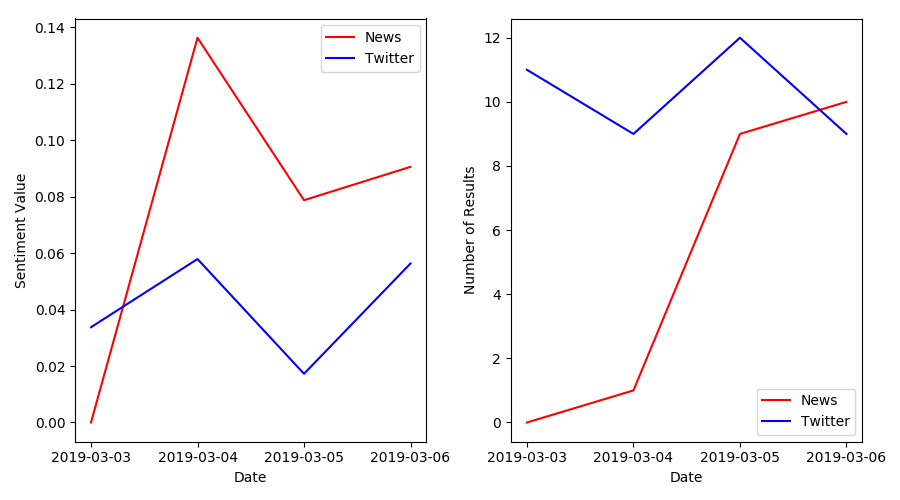 0.14
0.12
0.10
0.08
0.06
0.04
0.02
0.00
Sentiment Value
News
Twitter
2019-03-03 2019-03-04 2019-03-05 2019-03-06
Date
12
10
8
6
4
2
0
Number of Results
News
Twitter
2019-03-03 2019-03-04 2019-03-05 2019-03-06
Date